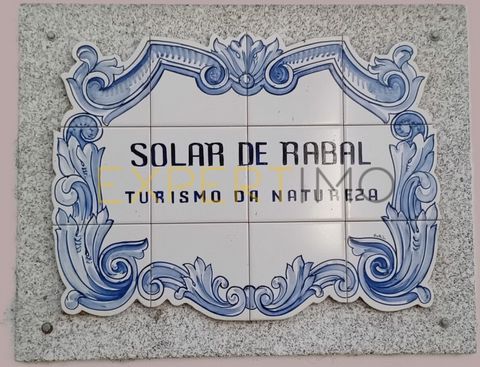 SOLAR DE RABAL
EXPERTIMO
TURISMO DA NATUREZA